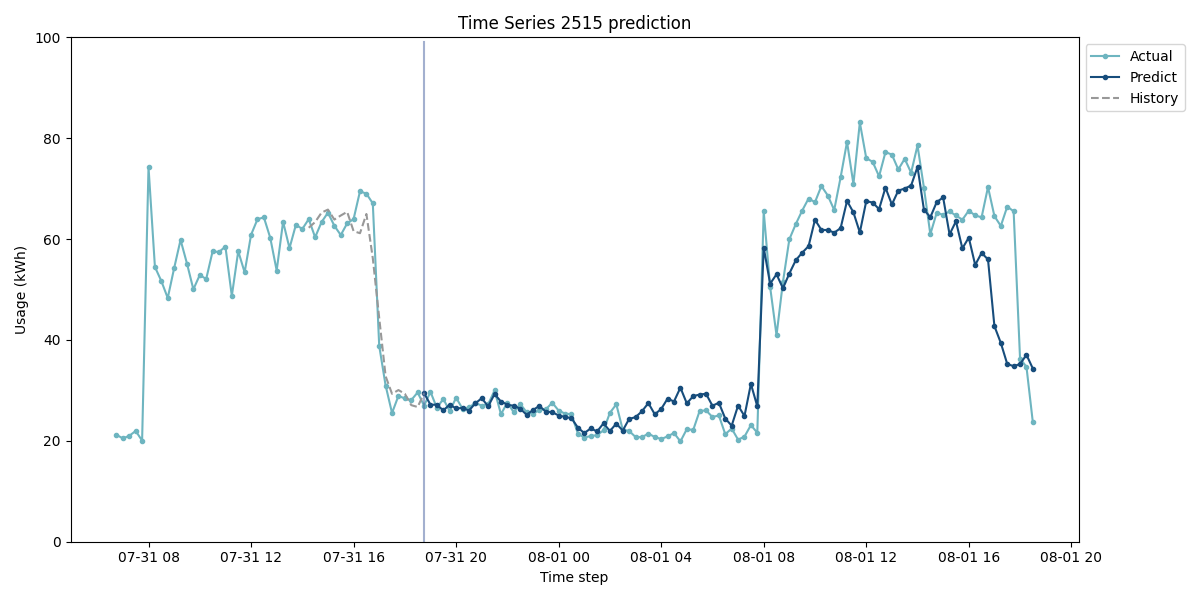 Time Series 2515 prediction
100
80
60
40
20
0
Usage (kWh)
07-31 08
07-31 12
07-31 16
07-31 20
08-01 00
08-01 04
08-01 08
08-01 12
08-01 16
08-01 20
Time step
Actual
Predict
History